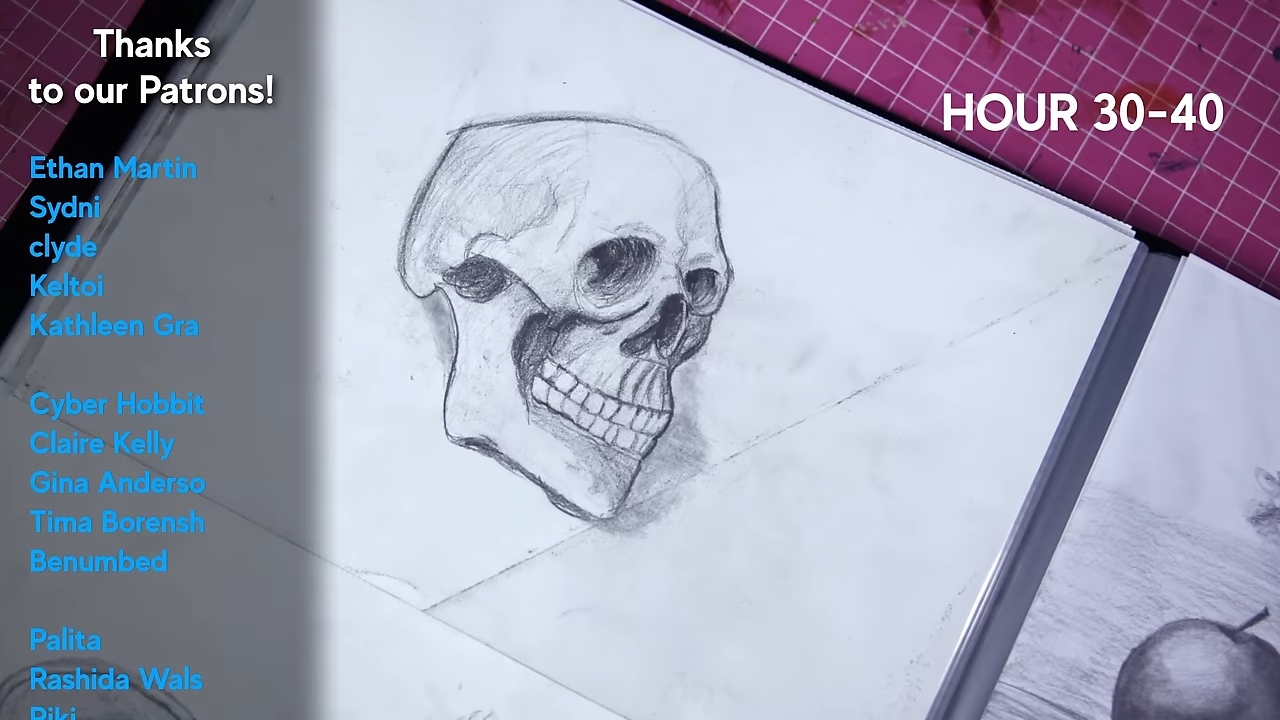 Thanks
to our Patrons!
HOUR 30-40
Ethan Martin
Sydni
clyde
Keltoi
Kathleen Gra
Cyber Hobbit
Claire Kelly
Gina Anderso
Tima Borensh
Benumbed
Palita
Rashida Wals
Riki